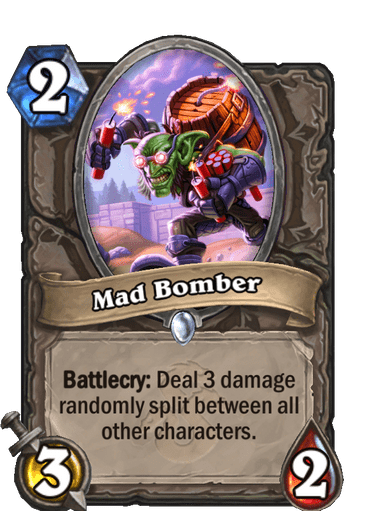 2
Mad Bomber
Battlecry: Deal 3 damage
randomly split between all
other characters.
3
2